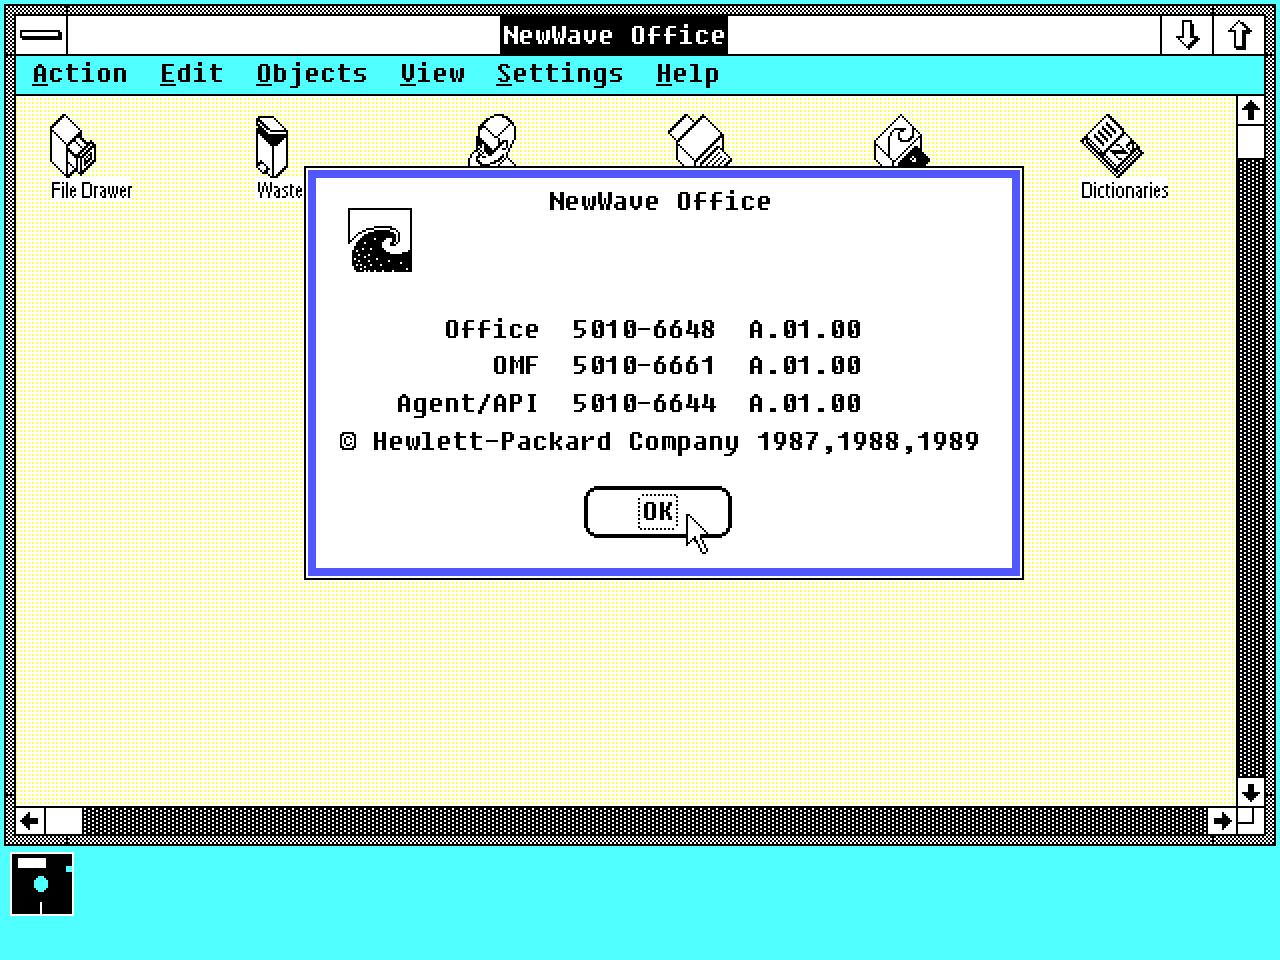 NewWave Office
Action Edit Objects View Settings Help
File Drawer
Waste
Dictionaries
NewWave Office
Office 5010-6648 A.01.00
OMF 5010-6661 A.01.00
Agent/API 5010-6644 A.01.00
© Hewlett-Packard Company 1987,1988,1989
OK